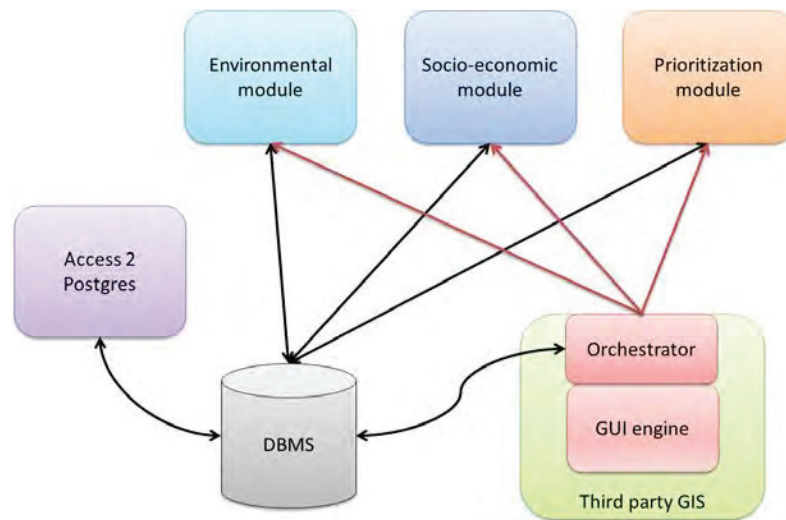 Environmental
module
Socio-economic
module
Prioritization
module
Access 2
Postgres
Orchestrator
DBMS
GUI engine
Third party GIS